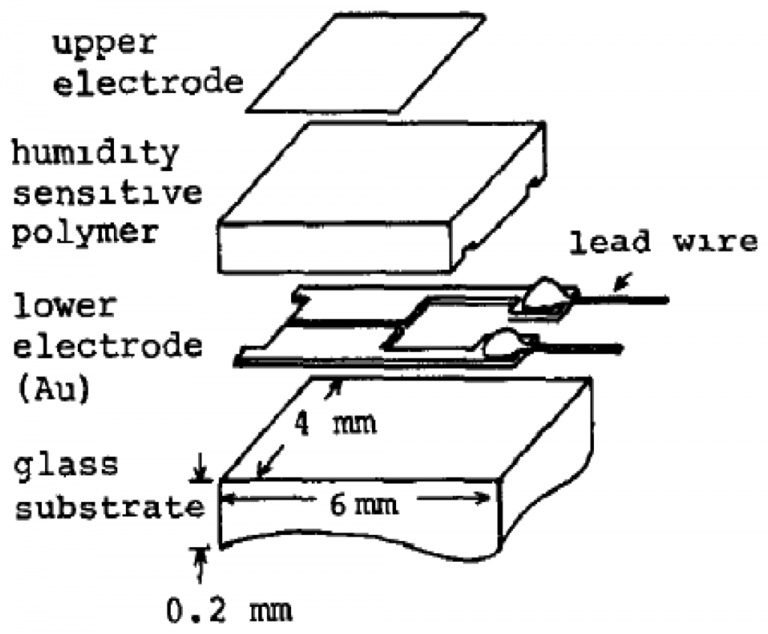 upper
electrode
humidity
sensitive
polymer
lead wire
lower
electrode
(Au)
4 mm
glass
substrate
6 mm
0.2 mm